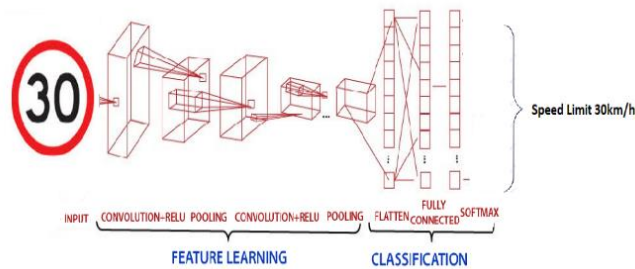 30
Speed Limit 30km/h
INPUT CONVOLUTION+RELU POOLING CONVOLUTION+RELU POOLING FLATTEN FULLY CONNECTED SOFTMAX
FEATURE LEARNING CLASSIFICATION